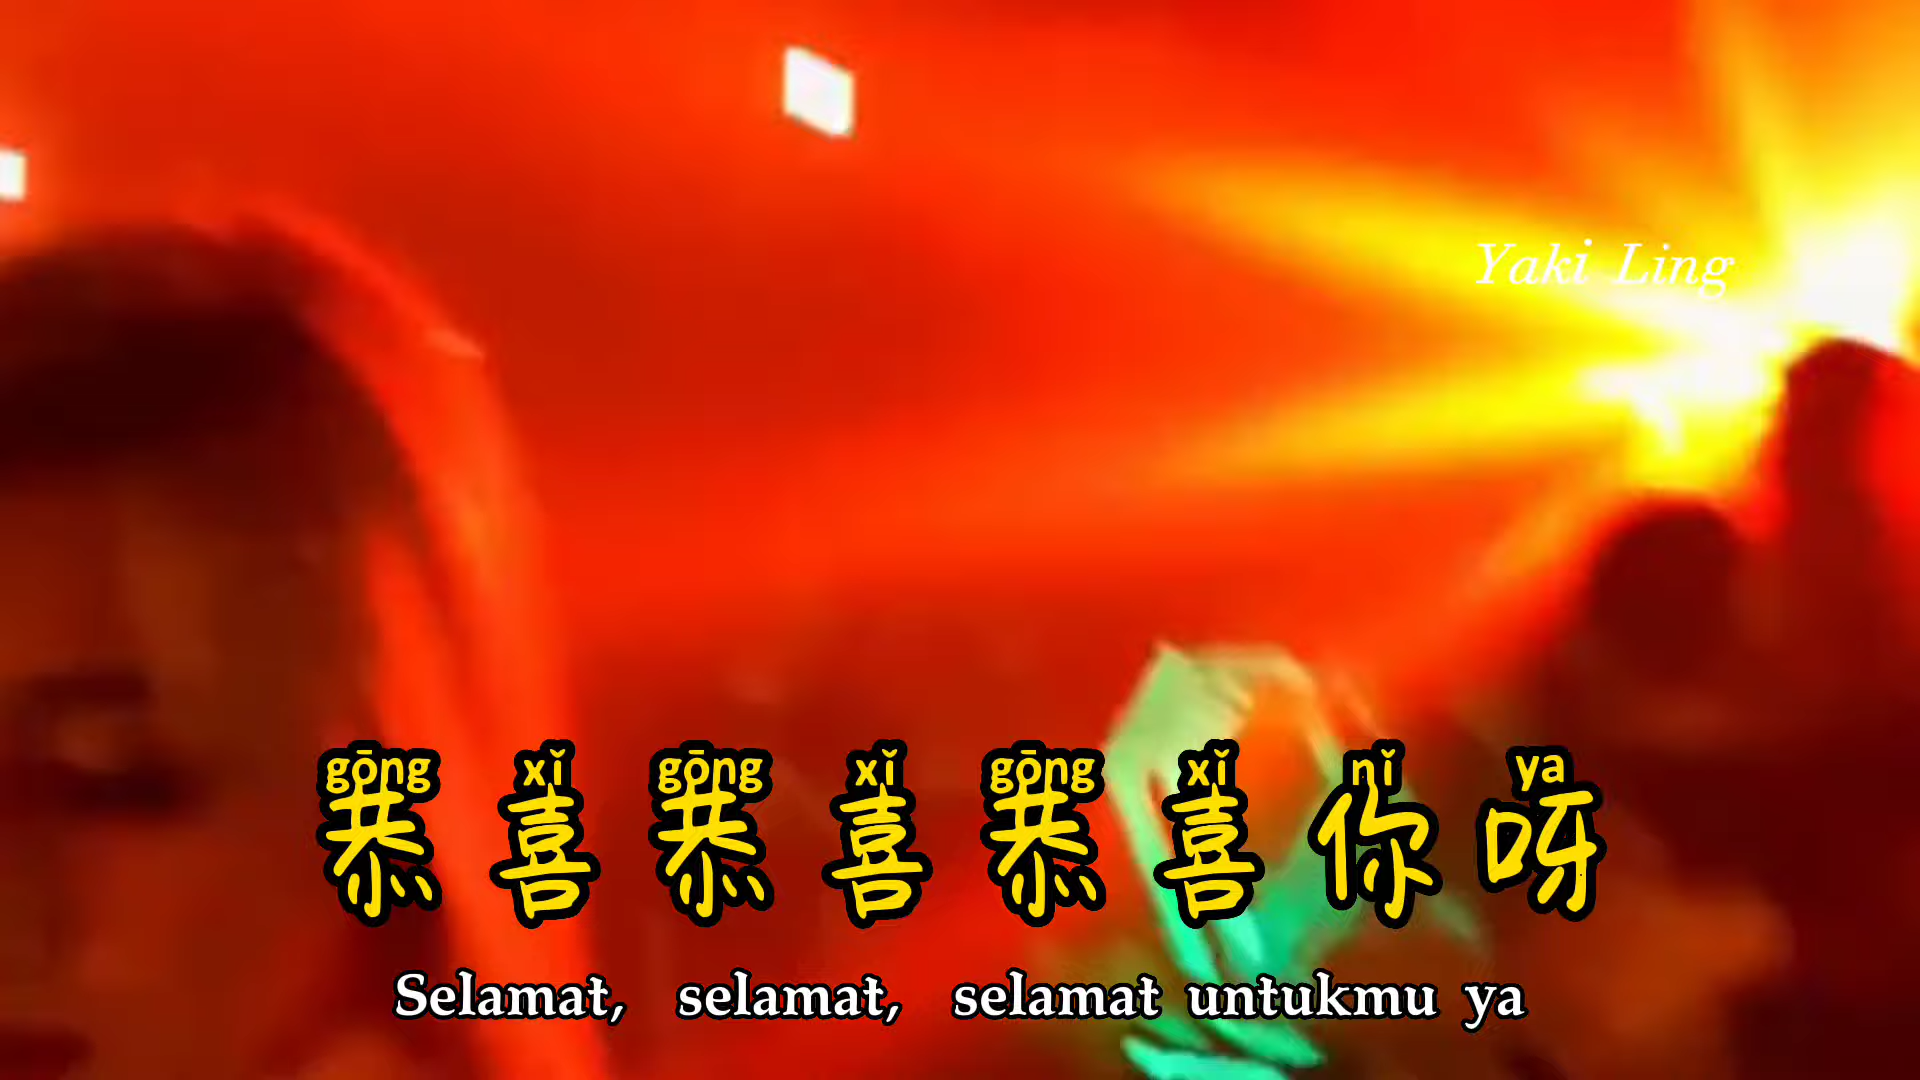 Yaki Ling
gōng xǐ gōng xǐ gōng xǐ nǐ ya
恭喜恭喜恭喜你呀
Selamat, selamat, selamat untukmu ya